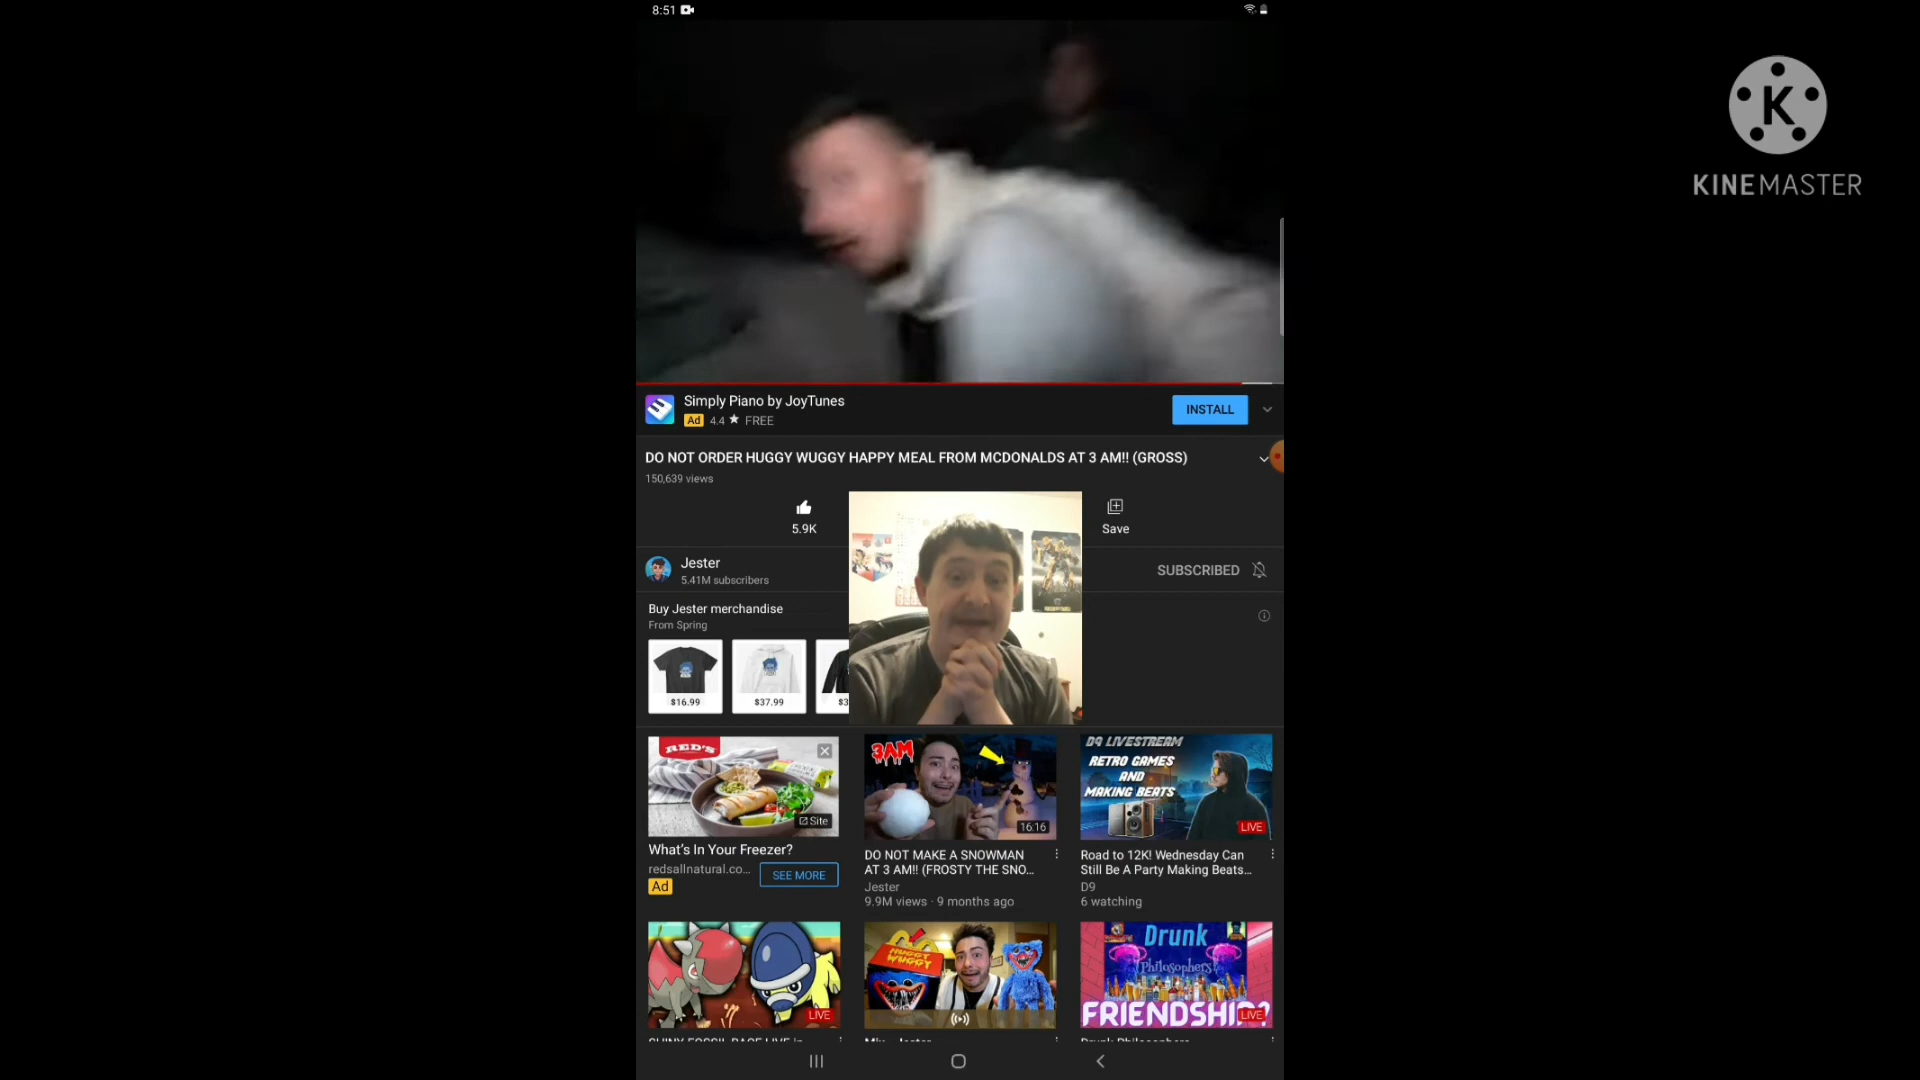 8:51
K
KINEMASTER
Simply Piano by JoyTunes
INSTALL
Ad 4.4 ★ FREE
DO NOT ORDER HUGGY WUGGY HAPPY MEAL FROM MCDONALDS AT 3 AM!! (GROSS)
150,639 views
5.9K
Save
Jester
5.41M subscribers
SUBSCRIBED
Buy Jester merchandise
From Spring
$16.99
$37.99
$3
RED'S
Site
What's In Your Freezer?
redsallnatural.co...
SEE MORE
Ad
3AM
16:16
DO NOT MAKE A SNOWMAN
AT 3 AM!! (FROSTY THE SNO...
Jester
9.9M views · 9 months ago
D9 LIVESTREAM
RETRO GAMES
AND
MAKING BEATS
LIVE
Road to 12K! Wednesday Can
Still Be A Party Making Beats...
D9
6 watching
LIVE
HUGGY
WUGGY
Drunk
Philosophers
FRIENDSHIP?
LIVE